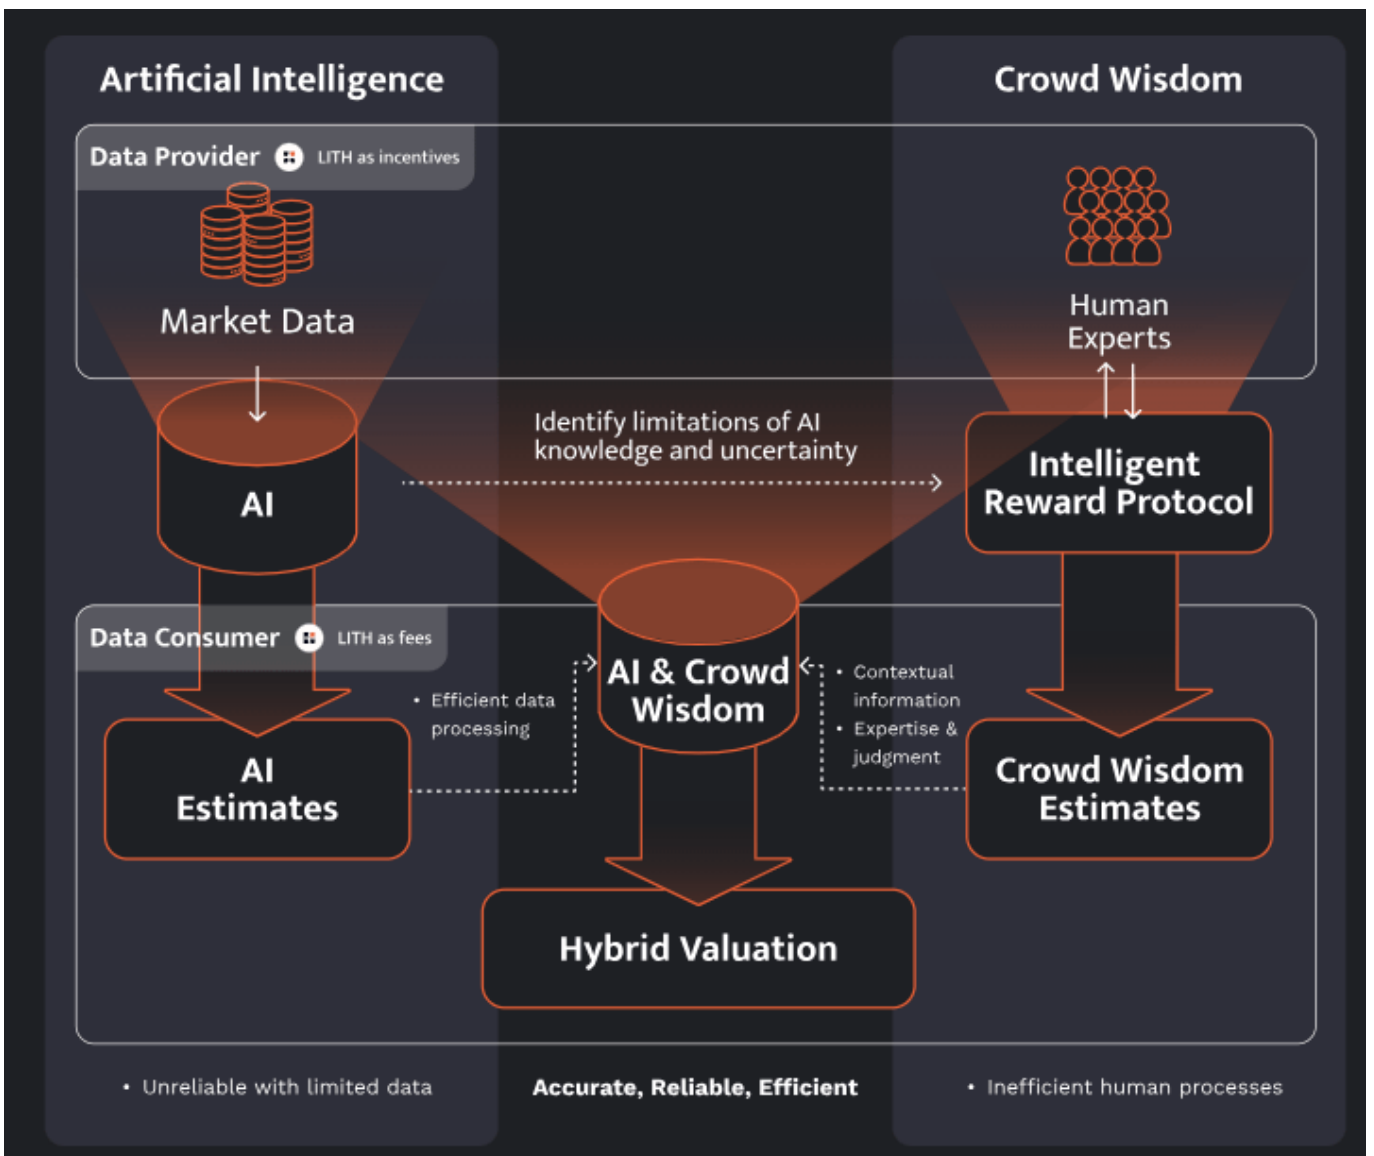 Artificial Intelligence
Crowd Wisdom
Data Provider
LITH as incentives
Market Data
Human
Experts
Identify limitations of AI
knowledge and uncertainty
AI
Intelligent
Reward Protocol
Data Consumer
LITH as fees
• Efficient data
processing
AI & Crowd
Wisdom
• Contextual
information
• Expertise &
judgment
AI
Estimates
Crowd Wisdom
Estimates
Hybrid Valuation
• Unreliable with limited data
Accurate, Reliable, Efficient
• Inefficient human processes